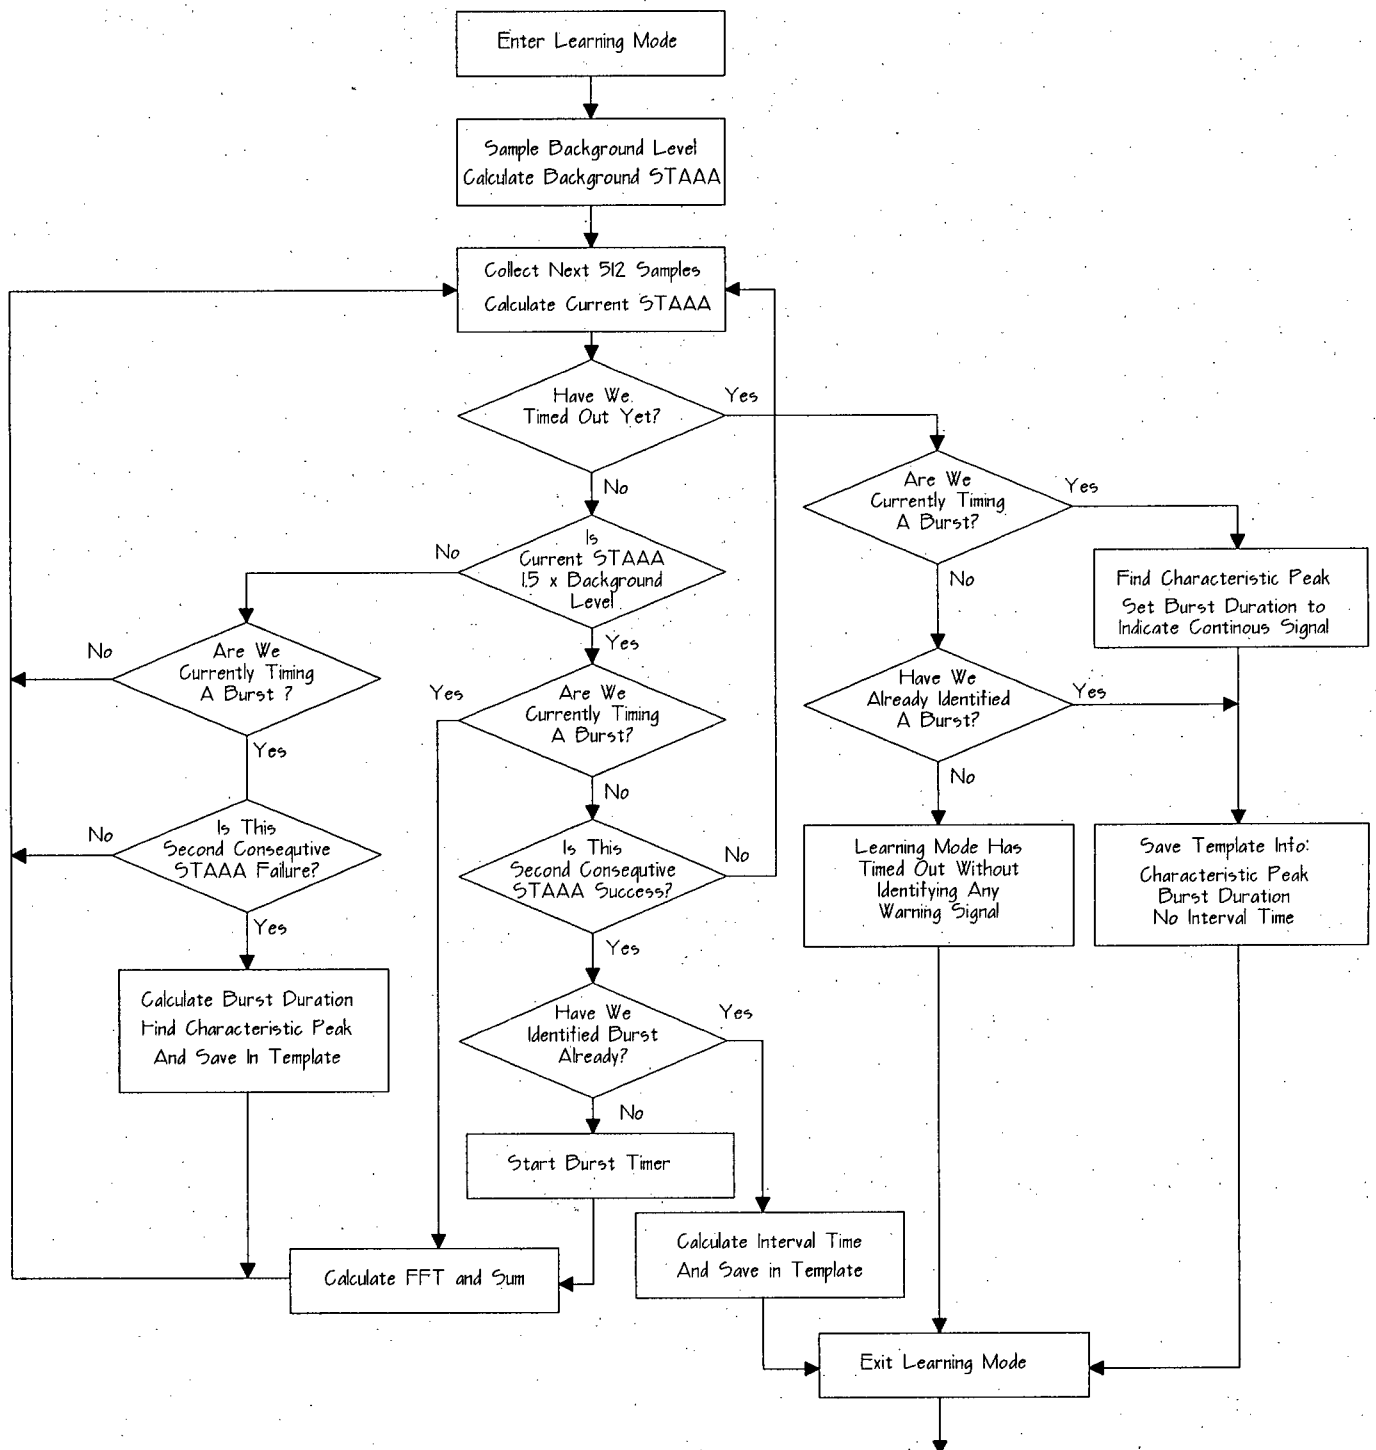 Enter Learning Mode
Sample Background Level
Calculate Background STAAA
Collect Next 512 Samples
Calculate Current STAAA
Have We
Timed Out Yet?
Yes
No
Are We
Currently Timing
A Burst?
Yes
No
Find Characteristic Peak
Set Burst Duration to
Indicate Continous Signal
Is
Current STAAA
1.5 x Background
Level
No
Yes
Are We
Currently Timing
A Burst ?
No
Yes
Are We
Currently Timing
A Burst?
Yes
No
Have We
Already Identified
A Burst?
Yes
No
Is This
Second Consequtive
STAAA Failure?
No
Yes
Is This
Second Consequtive
STAAA Success?
No
Yes
Learning Mode Has
Timed Out Without
Identifying Any
Warning Signal
Save Template Info:
Characteristic Peak
Burst Duration
No Interval Time
Calculate Burst Duration
Find Characteristic Peak
And Save In Template
Have We
Identified Burst
Already?
Yes
No
Start Burst Timer
Calculate Interval Time
And Save in Template
Calculate FFT and Sum
Exit Learning Mode